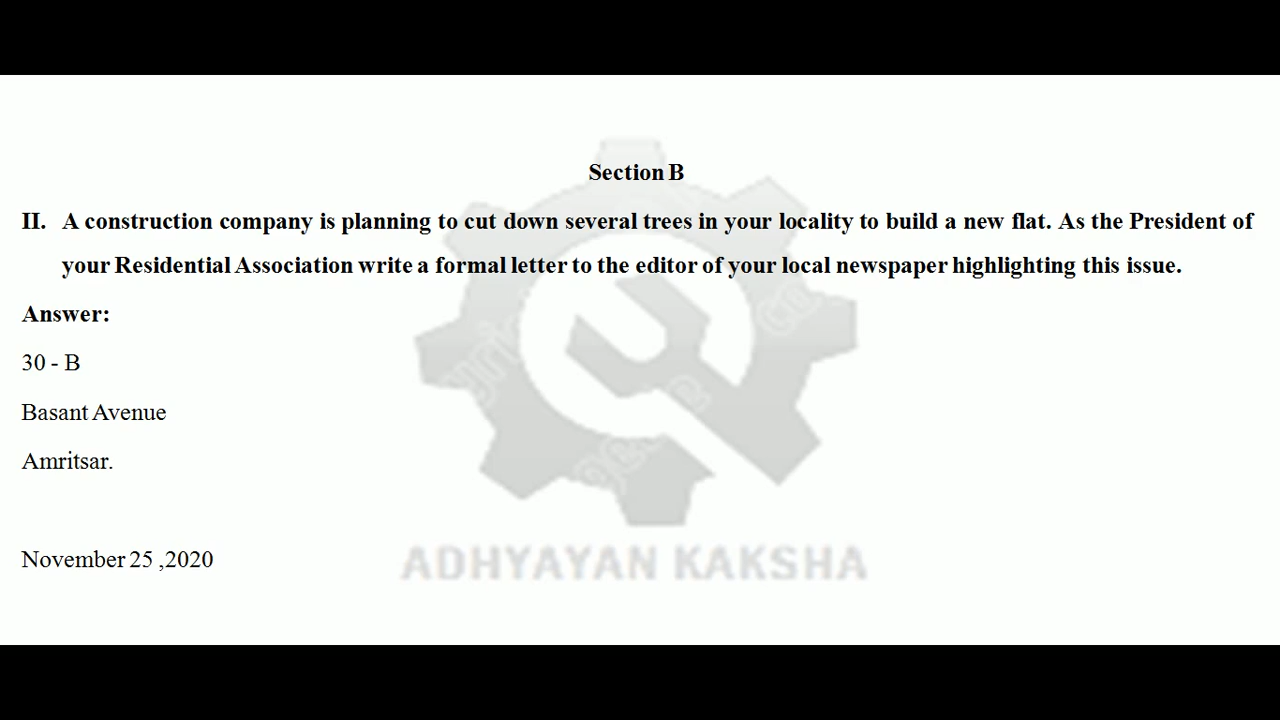 Section B
II. A construction company is planning to cut down several trees in your locality to build a new flat. As the President of
your Residential Association write a formal letter to the editor of your local newspaper highlighting this issue.
Answer:
30 - B
Basant Avenue
Amritsar.
November 25 ,2020
ADHYAYAN KAKSHA